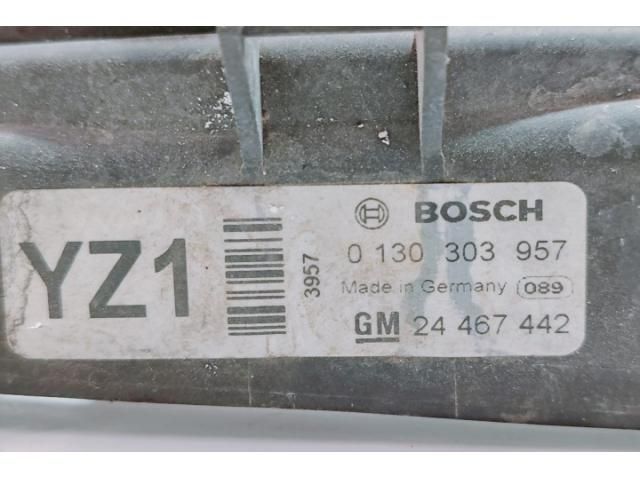 YZ1
3957
BOSCH
0 130 303 957
Made in Germany 089
GM 24 467 442